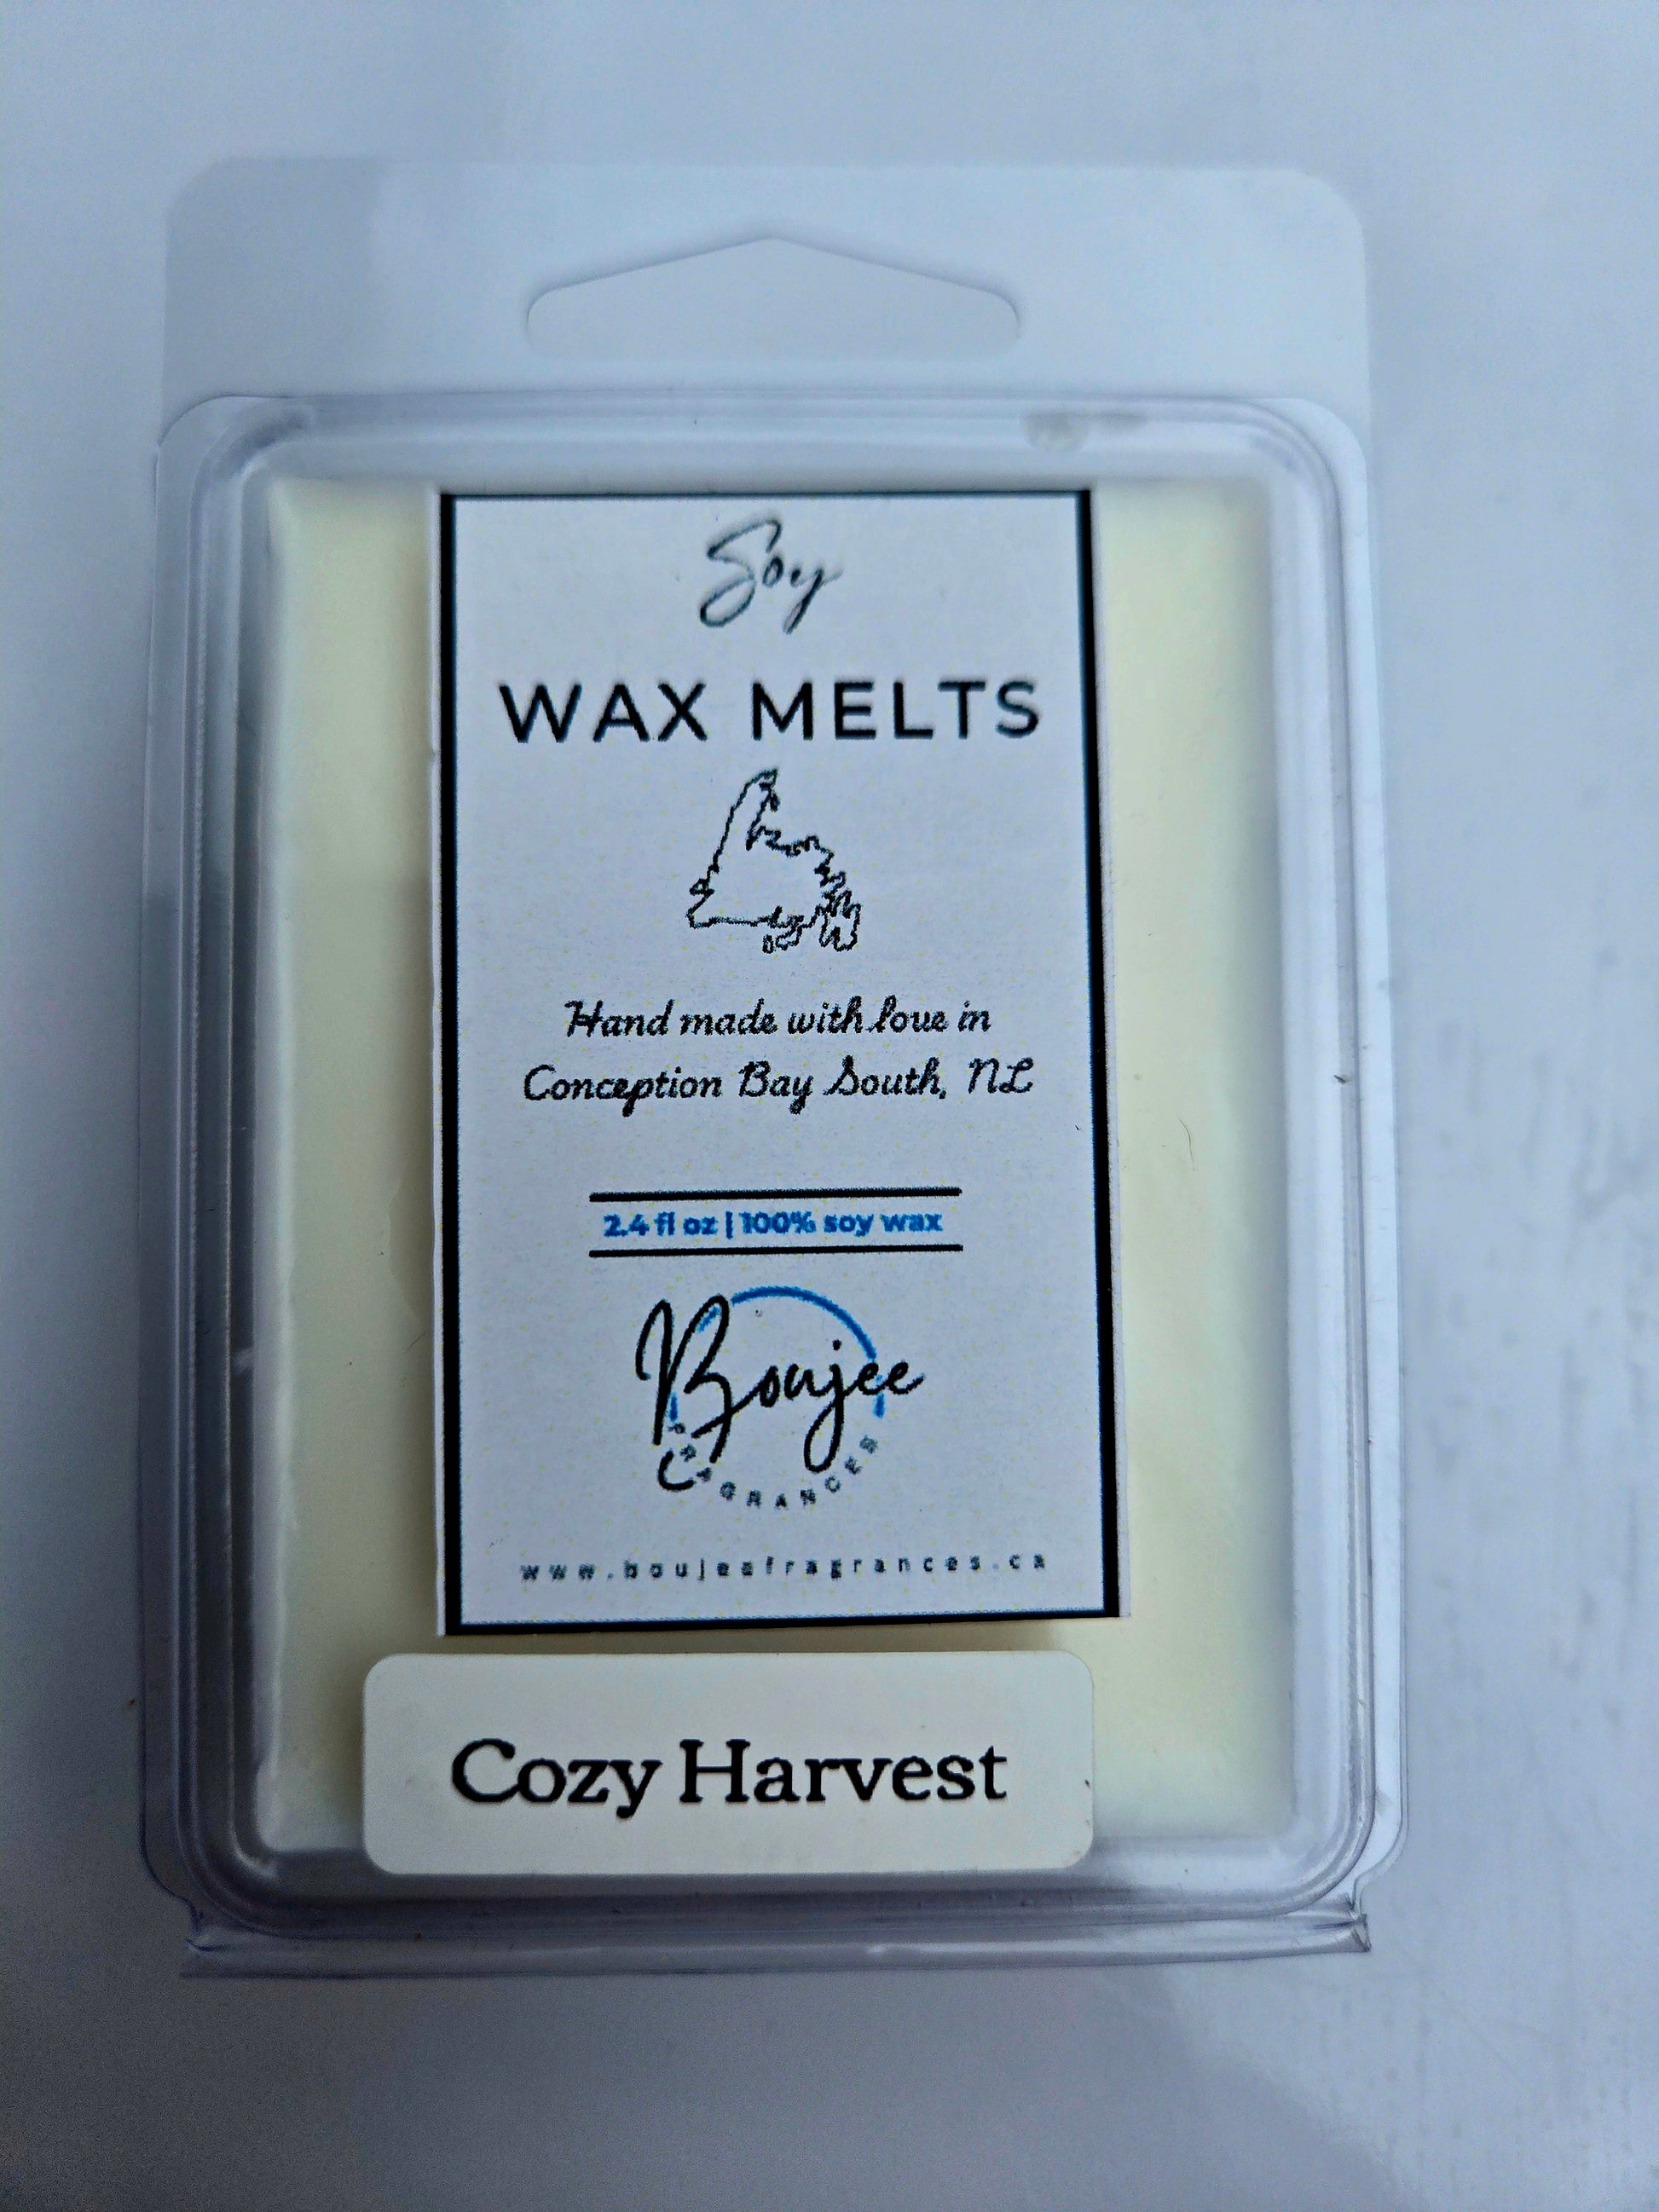 Soy
WAX MELTS
Hand made with love in
Conception Bay South, NL
2.4 fl oz | 100% soy wax
Boujee
FRAGRANCES
www.boujeefragrances.ca
Cozy Harvest